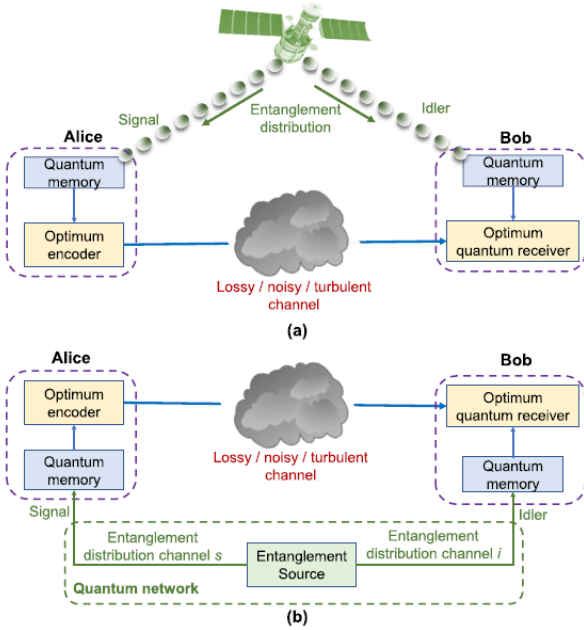 Signal
Entanglement
distribution
Idler
Alice
Bob
Quantum
memory
Quantum
memory
Optimum
encoder
Optimum
quantum receiver
Lossy / noisy / turbulent
channel
(a)
Alice
Bob
Optimum
encoder
Optimum
quantum receiver
Lossy / noisy / turbulent
channel
Quantum
memory
Quantum
memory
Signal
Idler
Entanglement
distribution channel s
Entanglement
Source
Entanglement
distribution channel i
Quantum network
(b)